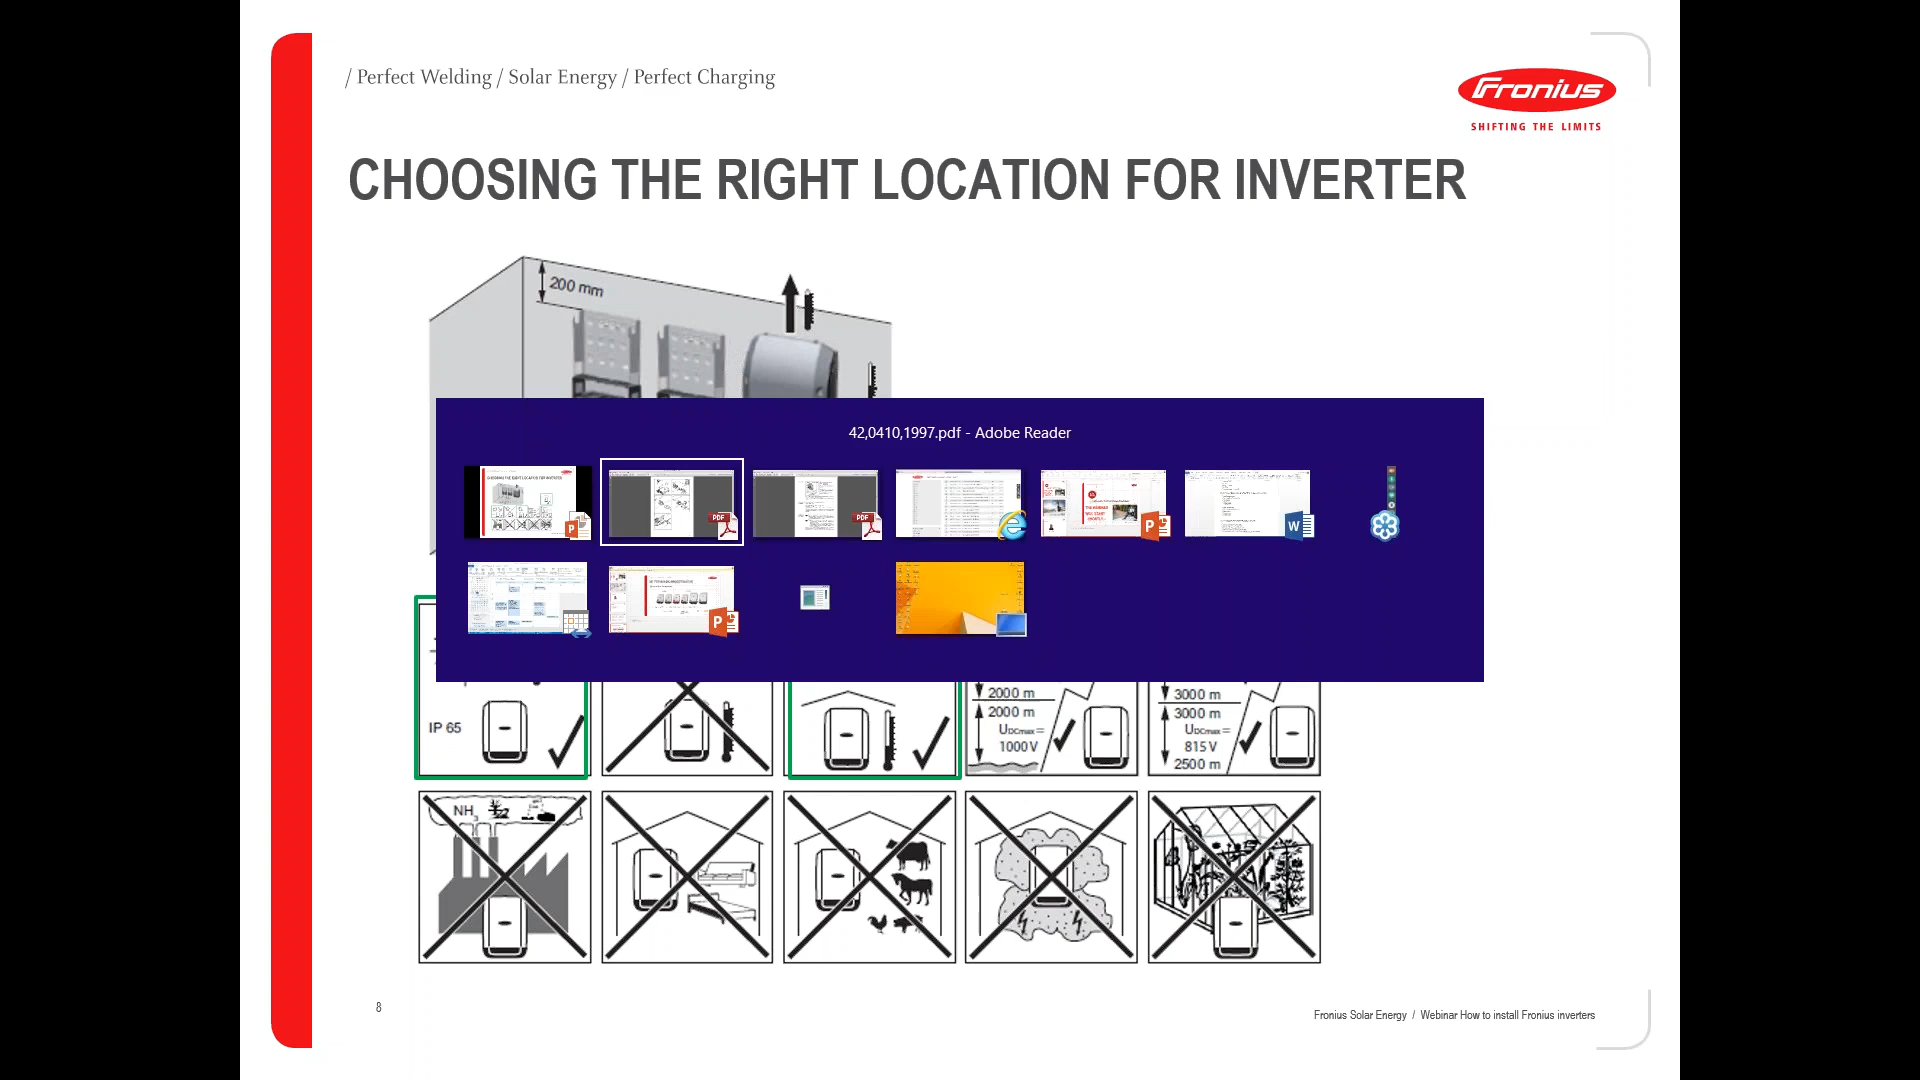 / Perfect Welding / Solar Energy / Perfect Charging
Fronius
SHIFTING THE LIMITS
CHOOSING THE RIGHT LOCATION FOR INVERTER
200 mm
42,0410,1997.pdf - Adobe Reader
IP 65
2000 m
2000 m
UDCmax =
1000 V
3000 m
3000 m
UDCmax =
815 V
2500 m
NH3
8
Fronius Solar Energy / Webinar How to install Fronius inverters